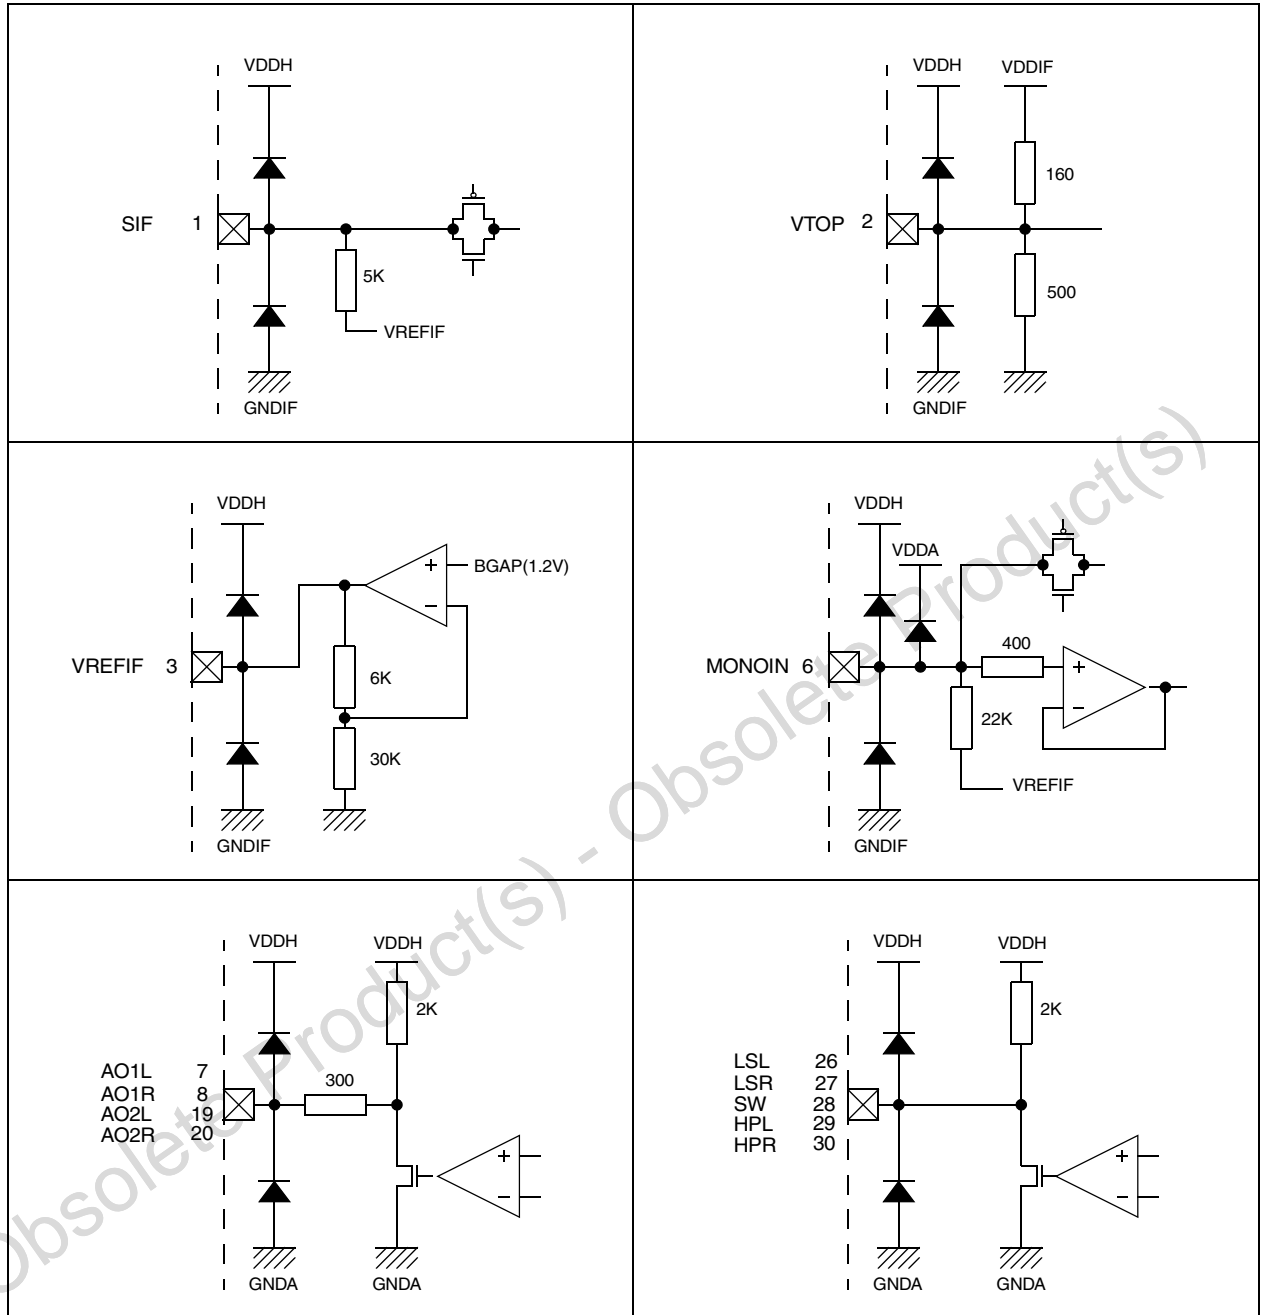 VDDH
SIF 1
5K
VREFIF
GNDIF
VDDH VDDIF
160
VTOP 2
500
GNDIF
VDDH
+ BGAP(1.2V)
−
VREFIF 3
6K
30K
GNDIF
VDDH
VDDA
400
MONOIN 6
+
−
22K
VREFIF
GNDIF
VDDH VDDH
2K
AO1L 7
AO1R 8
AO2L 19
AO2R 20
300
+
−
GNDA GNDA
VDDH VDDH
2K
LSL 26
LSR 27
SW 28
HPL 29
HPR 30
+
−
GNDA GNDA
Obsolete Product(s) - Obsolete Product(s)